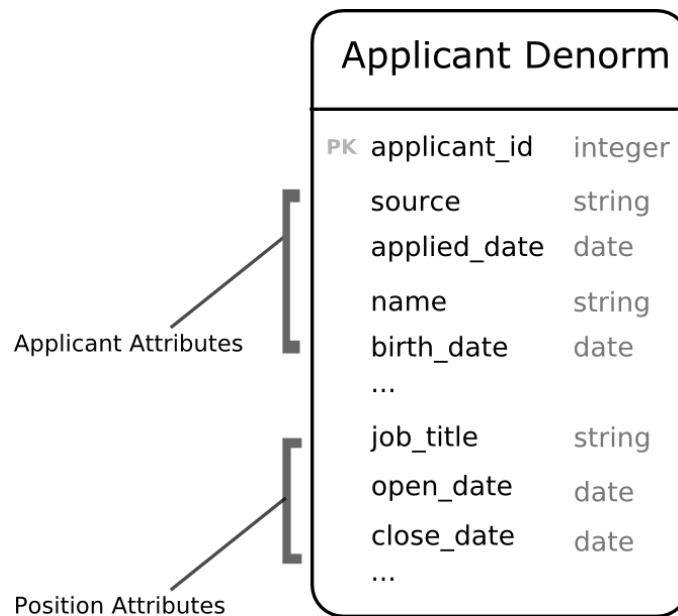 Applicant Denorm
PK applicant_id integer
source string
applied_date date
name string
Applicant Attributes
birth_date date
...
job_title string
open_date date
close_date date
...
Position Attributes